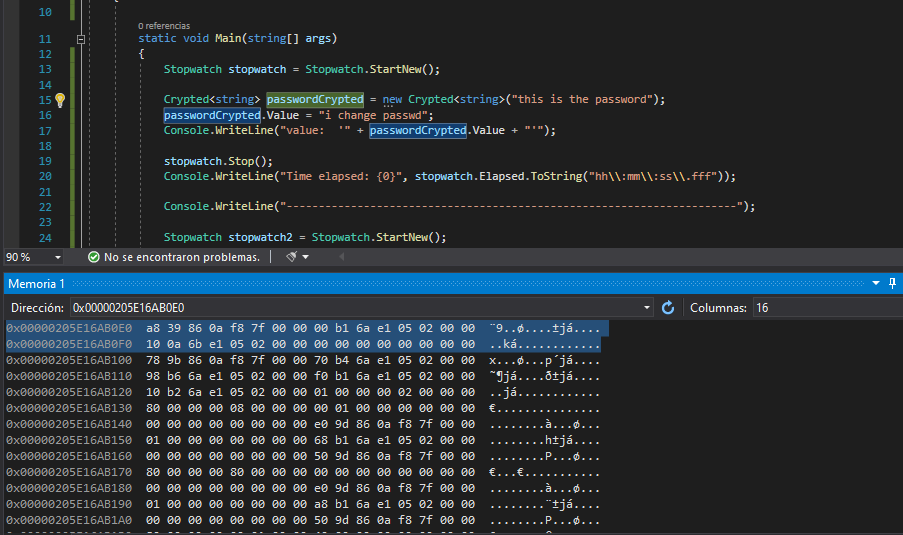 10
0 referencias
11 static void Main(string[] args)
12 {
13 Stopwatch stopwatch = Stopwatch.StartNew();
14
15 Crypted<string> passwordCrypted = new Crypted<string>("this is the password");
16 passwordCrypted.Value = "i change passwd";
17 Console.WriteLine("value:  '" + passwordCrypted.Value + "'");
18
19 stopwatch.Stop();
20 Console.WriteLine("Time elapsed: {0}", stopwatch.Elapsed.ToString("hh\\:mm\\:ss\\.fff"));
21
22 Console.WriteLine("---------------------------------------------------------------------");
23
24 Stopwatch stopwatch2 = Stopwatch.StartNew();
90 % No se encontraron problemas.
Memoria 1
Dirección: 0x00000205E16AB0E0 Columnas: 16
0x00000205E16AB0E0 a8 39 86 0a f8 7f 00 00 00 b1 6a e1 05 02 00 00 ¨9..ø....±já....
0x00000205E16AB0F0 10 0a 6b e1 05 02 00 00 00 00 00 00 00 00 00 00 ..ká............
0x00000205E16AB100 78 9b 86 0a f8 7f 00 00 70 b4 6a e1 05 02 00 00 x...ø...p´já....
0x00000205E16AB110 98 b6 6a e1 05 02 00 00 f0 b1 6a e1 05 02 00 00 ˜¶já....ð±já....
0x00000205E16AB120 10 b2 6a e1 05 02 00 00 01 00 00 00 02 00 00 00 ..já............
0x00000205E16AB130 80 00 00 00 08 00 00 00 00 01 00 00 00 00 00 00 €...............
0x00000205E16AB140 00 00 00 00 00 00 00 00 e0 9d 86 0a f8 7f 00 00 ........à...ø...
0x00000205E16AB150 01 00 00 00 00 00 00 00 68 b1 6a e1 05 02 00 00 ........h±já....
0x00000205E16AB160 00 00 00 00 00 00 00 00 50 9d 86 0a f8 7f 00 00 ........P...ø...
0x00000205E16AB170 80 00 00 00 80 00 00 00 00 00 00 00 00 00 00 00 €...€...........
0x00000205E16AB180 00 00 00 00 00 00 00 00 e0 9d 86 0a f8 7f 00 00 ........à...ø...
0x00000205E16AB190 01 00 00 00 00 00 00 00 a8 b1 6a e1 05 02 00 00 ........¨±já....
0x00000205E16AB1A0 00 00 00 00 00 00 00 00 50 9d 86 0a f8 7f 00 00 ........P...ø...